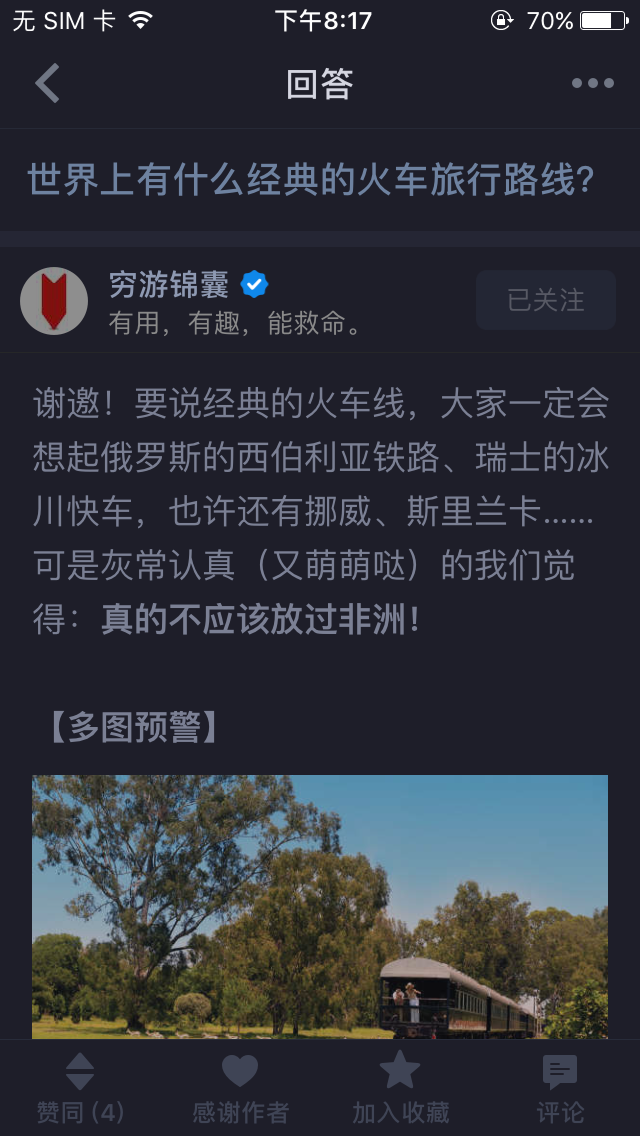 无 SIM 卡 下午8:17 70%
回答
世界上有什么经典的火车旅行路线?
穷游锦囊
有用，有趣，能救命。
已关注
谢邀！要说经典的火车线，大家一定会
想起俄罗斯的西伯利亚铁路、瑞士的冰
川快车，也许还有挪威、斯里兰卡……
可是灰常认真（又萌萌哒）的我们觉
得：真的不应该放过非洲！
【多图预警】
赞同 (4) 感谢作者 加入收藏 评论